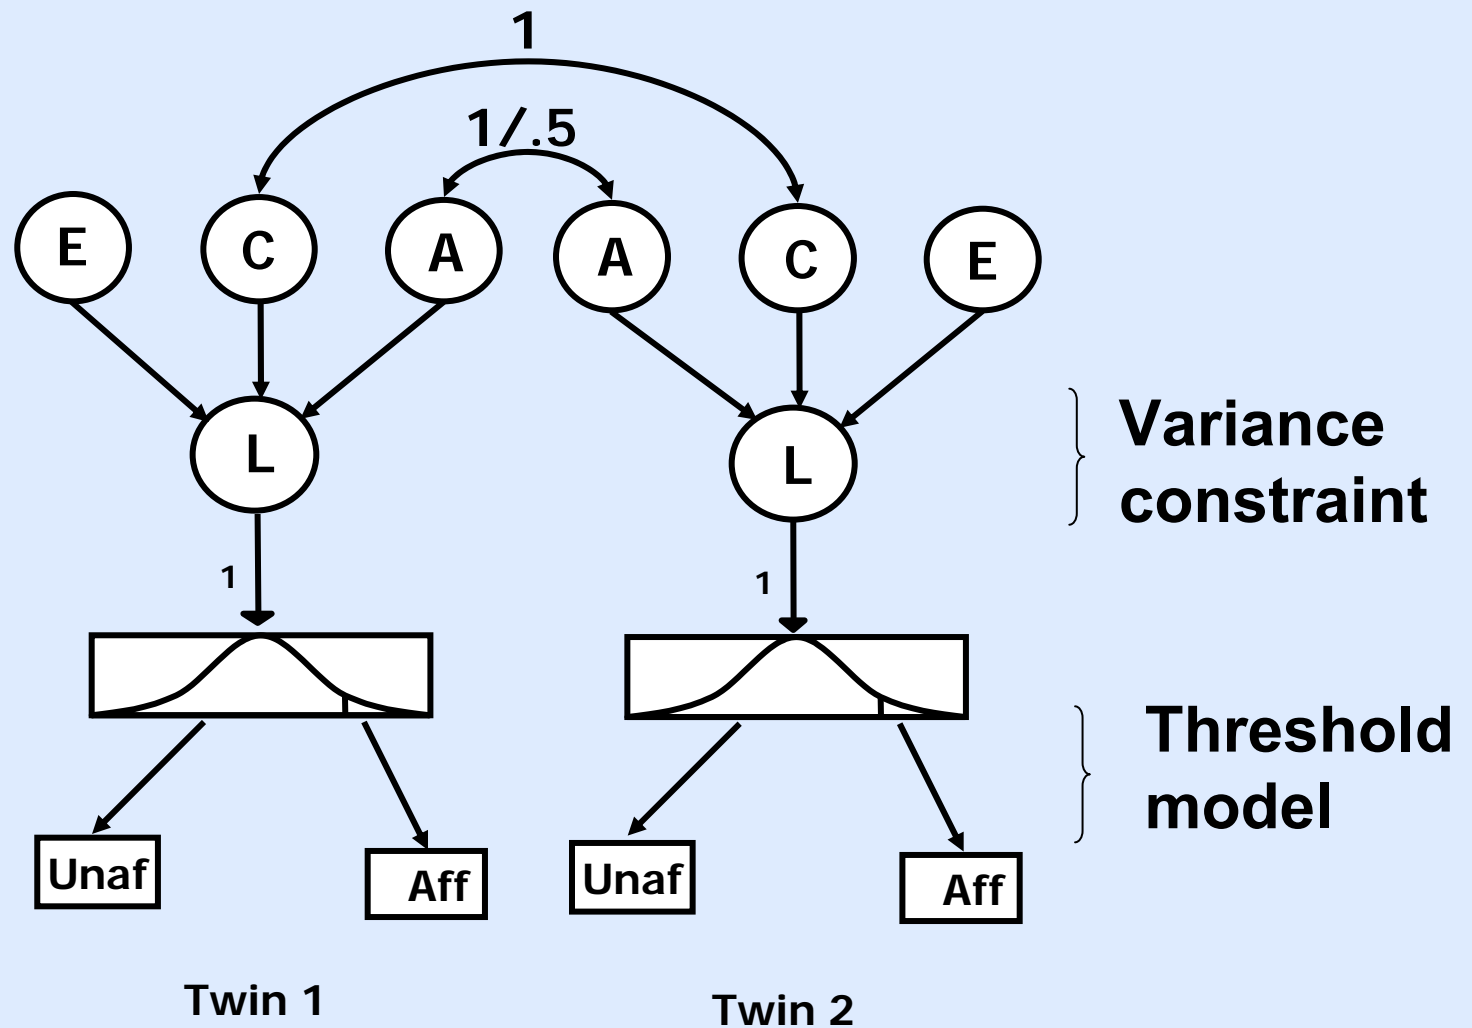 1
1/.5
E C A A C E
L L
Variance
constraint
1 1
Threshold
model
Unaf Aff Unaf Aff
Twin 1 Twin 2